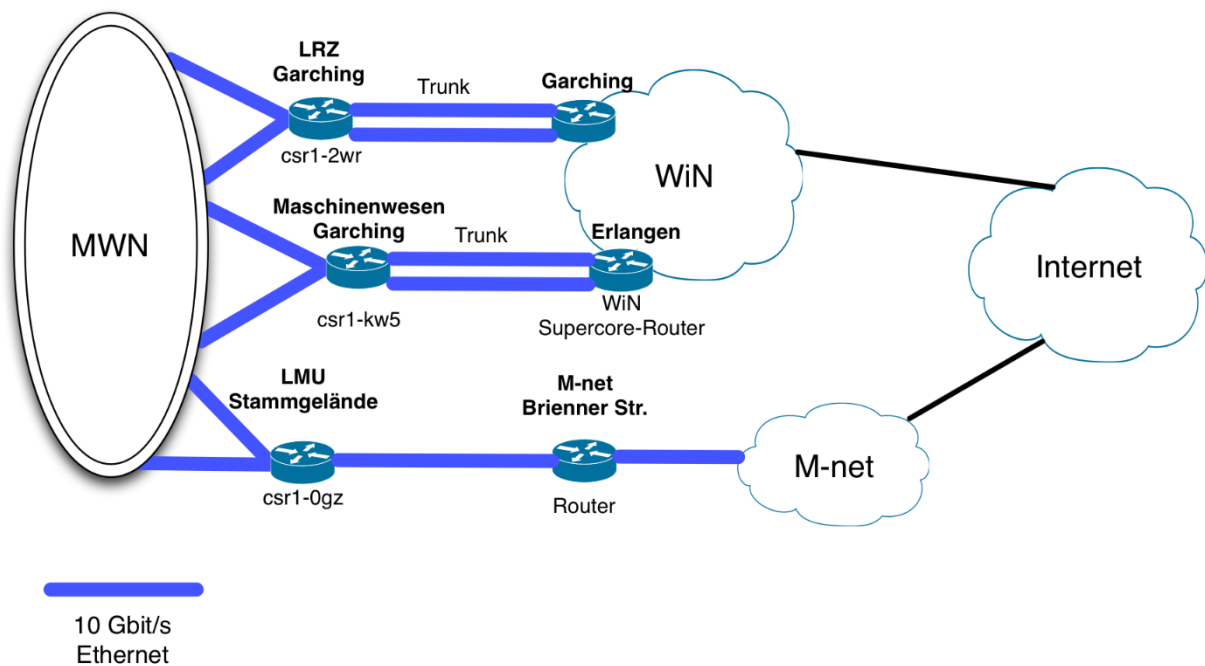 LRZ
Garching
Trunk
Garching
csr1-2wr
WiN
MWN
Maschinenwesen
Garching
Trunk
Erlangen
Internet
csr1-kw5
WiN
Supercore-Router
LMU
Stammgelände
M-net
Brienner Str.
M-net
csr1-0gz
Router
10 Gbit/s
Ethernet